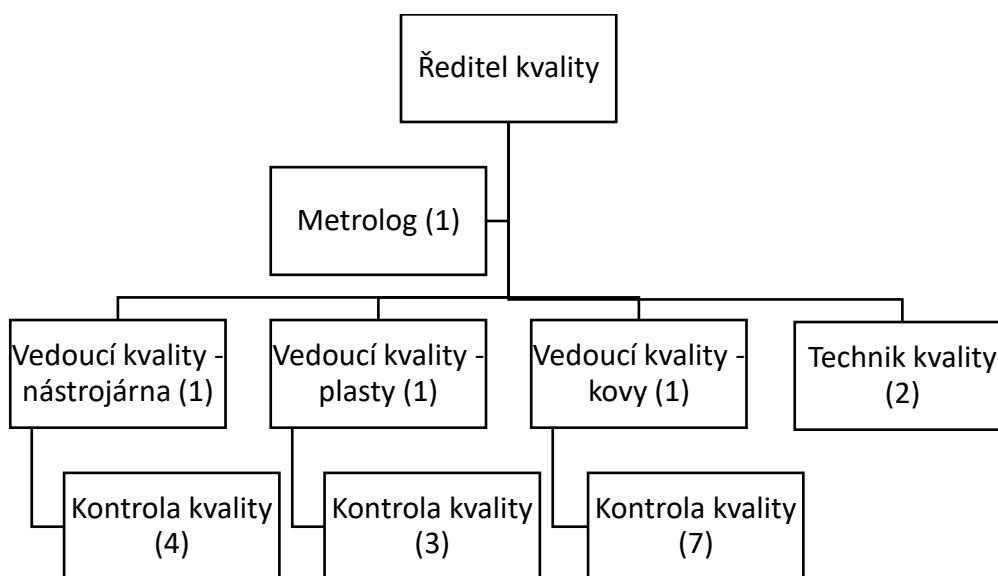 Ředitel kvality
Metrolog (1)
Vedoucí kvality -
nástrojárna (1)
Vedoucí kvality -
plasty (1)
Vedoucí kvality -
kovy (1)
Technik kvality
(2)
Kontrola kvality
(4)
Kontrola kvality
(3)
Kontrola kvality
(7)